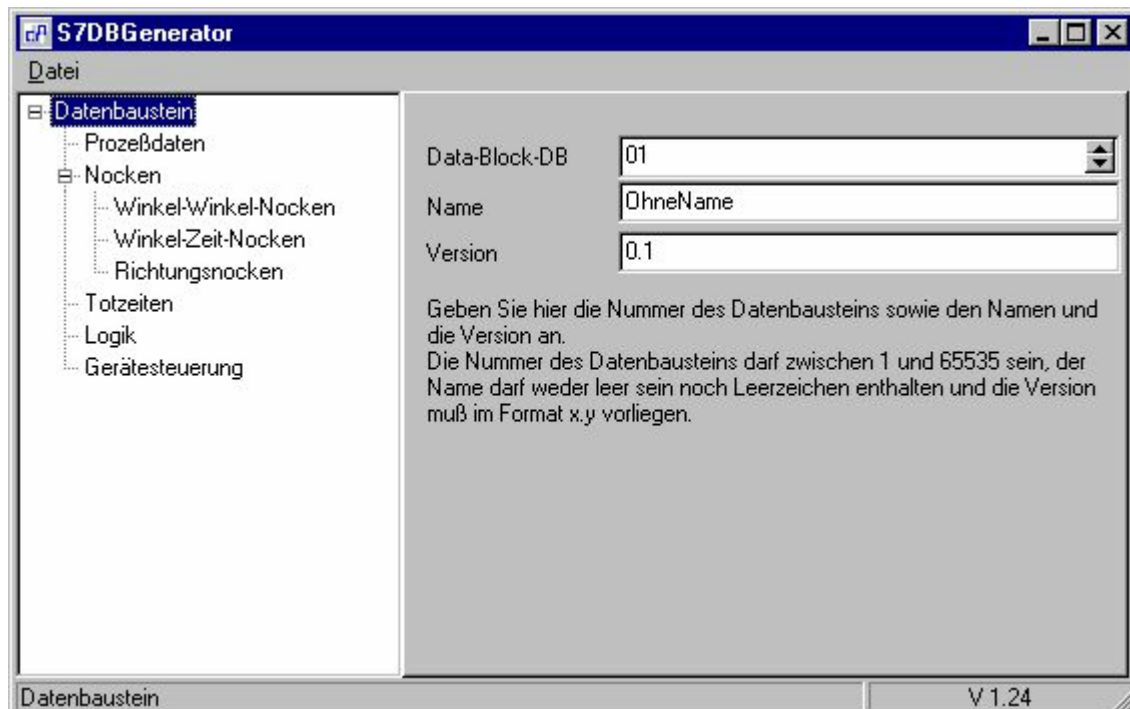 S7DBGenerator
Datei
Datenbaustein
Prozeßdaten
Nocken
Winkel-Winkel-Nocken
Winkel-Zeit-Nocken
Richtungsnocken
Totzeiten
Logik
Gerätesteuerung
Data-Block-DB 01
Name OhneName
Version 0.1
Geben Sie hier die Nummer des Datenbausteins sowie den Namen und
die Version an.
Die Nummer des Datenbausteins darf zwischen 1 und 65535 sein, der
Name darf weder leer sein noch Leerzeichen enthalten und die Version
muß im Format x.y vorliegen.
Datenbaustein V 1.24